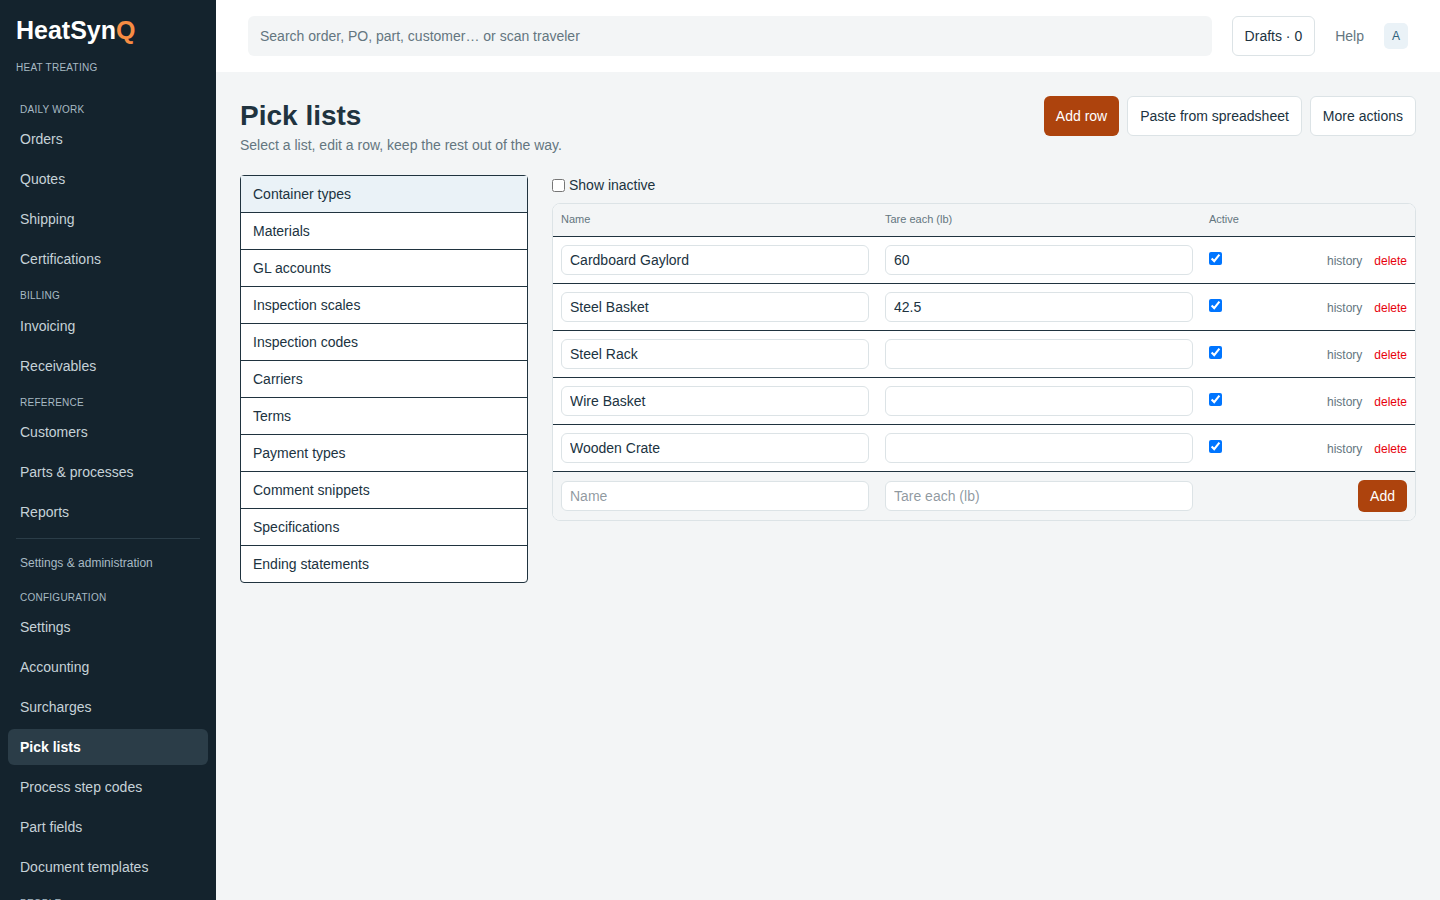 HeatSynQ
HEAT TREATING
DAILY WORK
Orders
Quotes
Shipping
Certifications
BILLING
Invoicing
Receivables
REFERENCE
Customers
Parts & processes
Reports
Settings & administration
CONFIGURATION
Settings
Accounting
Surcharges
Pick lists
Process step codes
Part fields
Document templates
Search order, PO, part, customer… or scan traveler
Drafts · 0
Help
A
Pick lists
Select a list, edit a row, keep the rest out of the way.
Add row
Paste from spreadsheet
More actions
Container types
Materials
GL accounts
Inspection scales
Inspection codes
Carriers
Terms
Payment types
Comment snippets
Specifications
Ending statements
Show inactive
Name Tare each (lb) Active
Cardboard Gaylord 60 history delete
Steel Basket 42.5 history delete
Steel Rack history delete
Wire Basket history delete
Wooden Crate history delete
Name Tare each (lb) Add